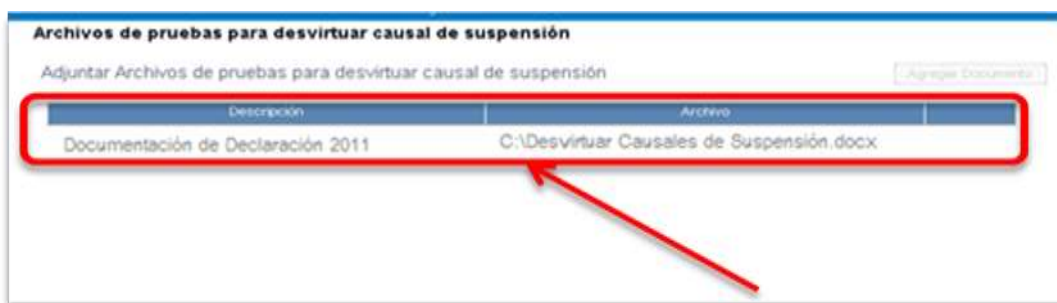 Archivos de pruebas para desvirtuar causal de suspensión
Adjuntar Archivos de pruebas para desvirtuar causal de suspensión Agregar Documento
Descripción Archivo
Documentación de Declaración 2011 C:\Desvirtuar Causales de Suspensión.docx